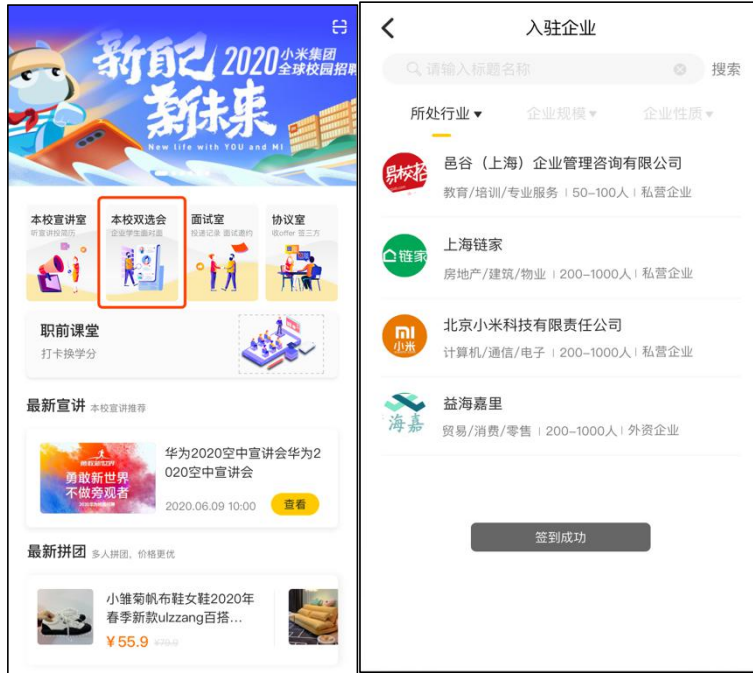 新自己
2020 小米集团
全球校园招聘
新未来
New life with YOU and MI
本校宣讲室
听宣讲投简历
本校双选会
企业学生面对面
面试室
投递记录 面试邀约
协议室
收offer 签三方
职前课堂
打卡换学分
最新宣讲 本校宣讲推荐
勇敢新世界
勇敢新世界
不做旁观者
华为2020空中宣讲会华为2
020空中宣讲会
2020.06.09 10:00 查看
最新拼团 多人拼团，价格更优
小雏菊帆布鞋女鞋2020年
春季新款ulzzang百搭...
¥55.9 ¥79.0
入驻企业
请输入标题名称 搜索
所处行业▼ 企业规模▼ 企业性质▼
易校招
邑谷（上海）企业管理咨询有限公司
教育/培训/专业服务 | 50-100人 | 私营企业
链家
上海链家
房地产/建筑/物业 | 200-1000人 | 私营企业
小米
北京小米科技有限责任公司
计算机/通信/电子 | 200-1000人 | 私营企业
海嘉
益海嘉里
贸易/消费/零售 | 200-1000人 | 外资企业
签到成功